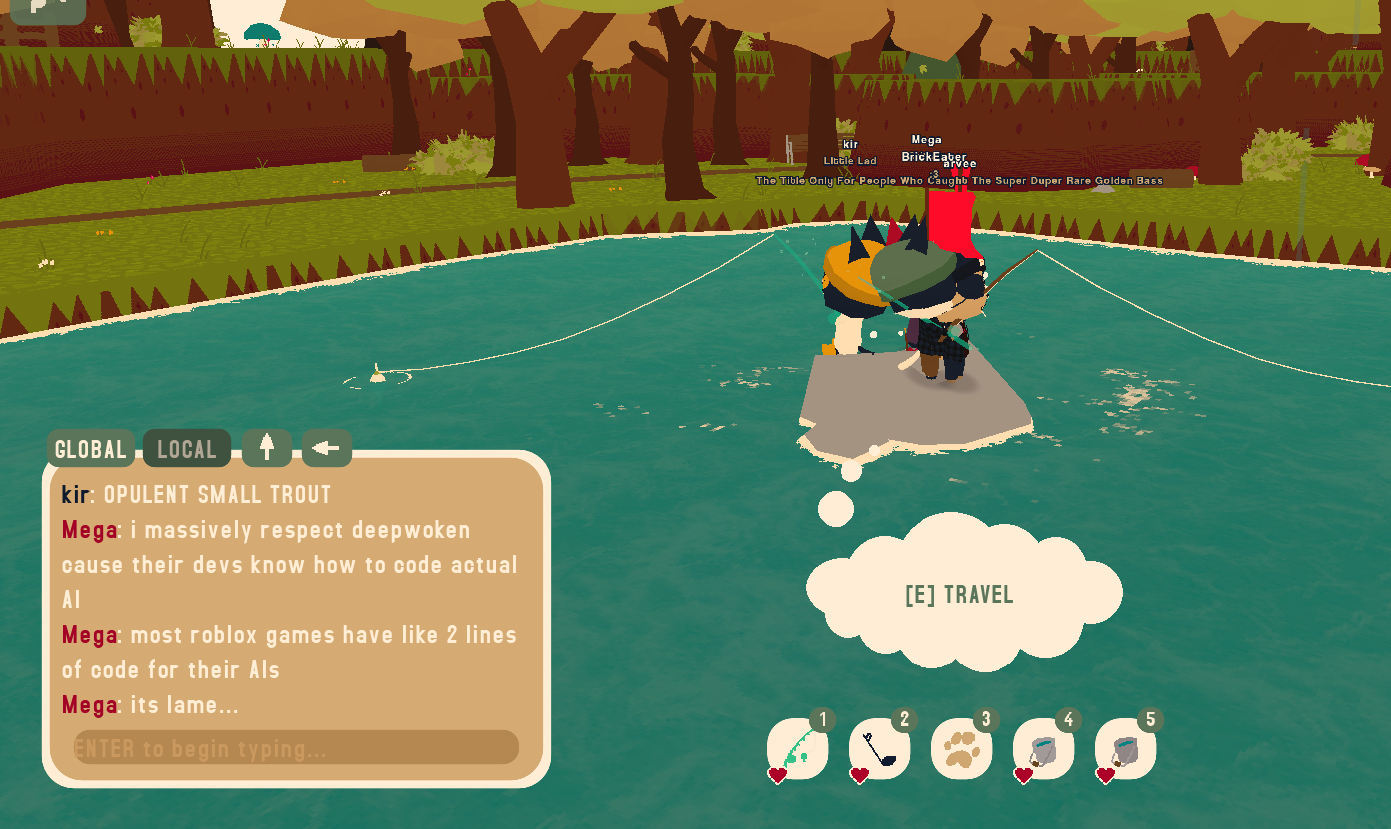 P
kir
Little Lad
Mega
BrickEater
arvee
:3
The Title Only For People Who Caught The Super Duper Rare Golden Bass
GLOBAL LOCAL
kir: OPULENT SMALL TROUT
Mega: i massively respect deepwoken
cause their devs know how to code actual
AI
Mega: most roblox games have like 2 lines
of code for their AIs
Mega: its lame...
ENTER to begin typing...
[E] TRAVEL
1 2 3 4 5